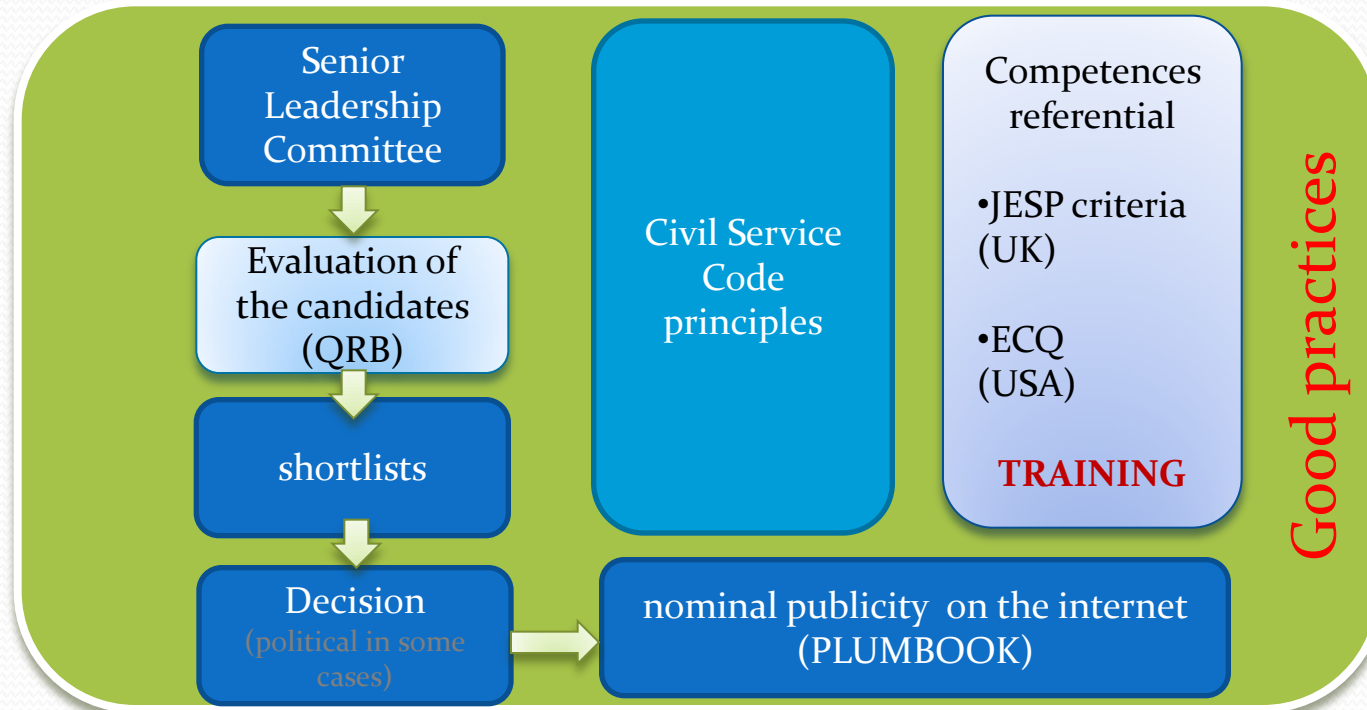 Senior
Leadership
Committee
Evaluation of
the candidates
(QRB)
shortlists
Decision
(political in some
cases)
Civil Service
Code
principles
Competences
referential
•JESP criteria
(UK)
•ECQ
(USA)
TRAINING
nominal publicity on the internet
(PLUMBOOK)
Good practices